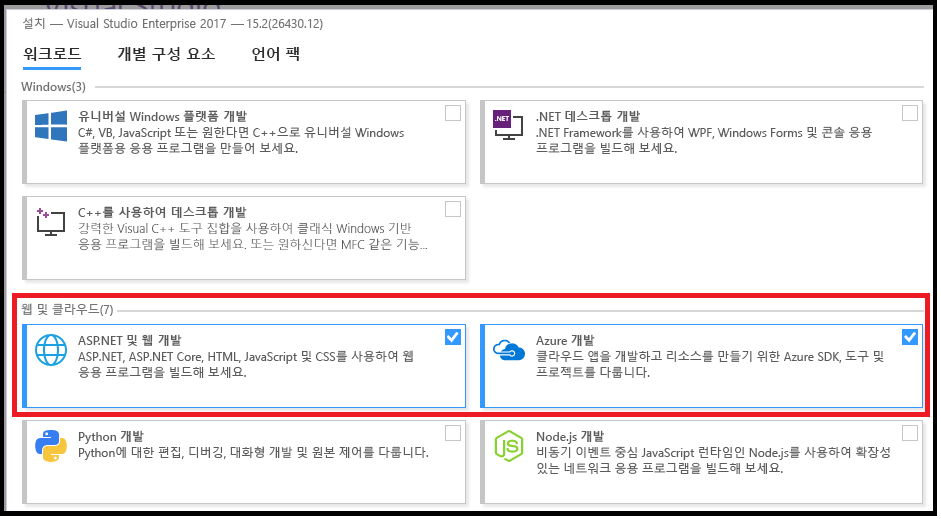 설치 — Visual Studio Enterprise 2017 — 15.2(26430.12)
워크로드 개별 구성 요소 언어 팩
Windows(3)
유니버설 Windows 플랫폼 개발
C#, VB, JavaScript 또는 원한다면 C++으로 유니버설 Windows
플랫폼용 응용 프로그램을 만들어 보세요.
.NET
.NET 데스크톱 개발
.NET Framework를 사용하여 WPF, Windows Forms 및 콘솔 응용
프로그램을 빌드해 보세요.
C++를 사용하여 데스크톱 개발
강력한 Visual C++ 도구 집합을 사용하여 클래식 Windows 기반
응용 프로그램을 빌드해 보세요. 또는 원하신다면 MFC 같은 기능...
웹 및 클라우드(7)
ASP.NET 및 웹 개발
ASP.NET, ASP.NET Core, HTML, JavaScript 및 CSS를 사용하여 웹
응용 프로그램을 빌드해 보세요.
Azure 개발
클라우드 앱을 개발하고 리소스를 만들기 위한 Azure SDK, 도구 및
프로젝트를 다룹니다.
Python 개발
Python에 대한 편집, 디버깅, 대화형 개발 및 원본 제어를 다룹니다.
JS
Node.js 개발
비동기 이벤트 중심 JavaScript 런타임인 Node.js를 사용하여 확장성
있는 네트워크 응용 프로그램을 빌드해 보세요.